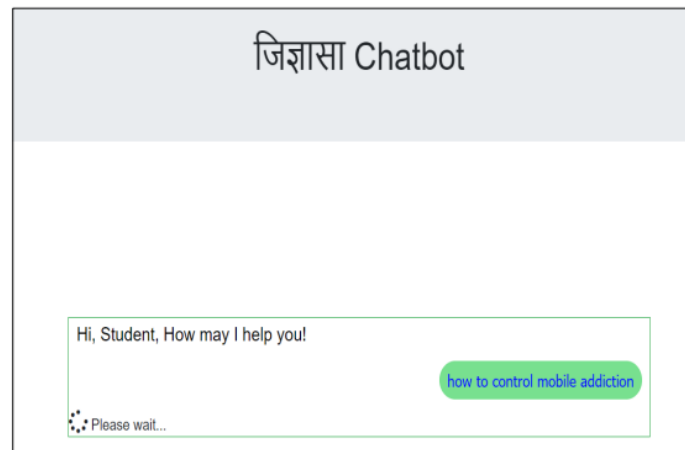 जिज्ञासा Chatbot
Hi, Student, How may I help you!
how to control mobile addiction
Please wait...